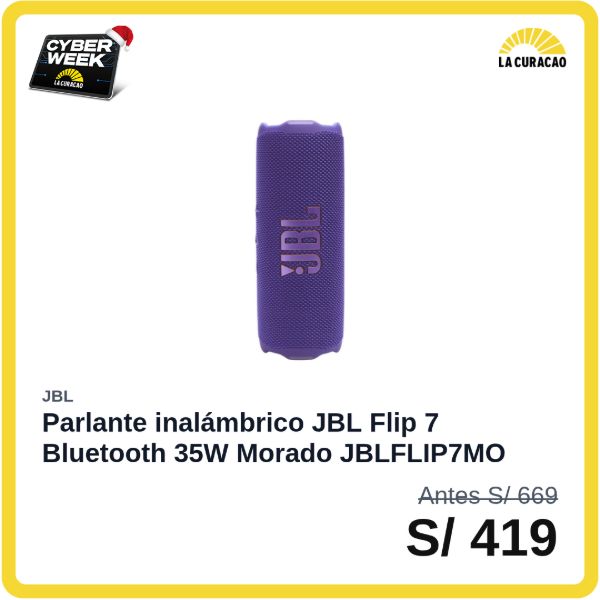 CYBER
WEEK
LA CURACAO
LA CURACAO
JBL
JBL
Parlante inalámbrico JBL Flip 7
Bluetooth 35W Morado JBLFLIP7MO
Antes S/ 669
S/ 419